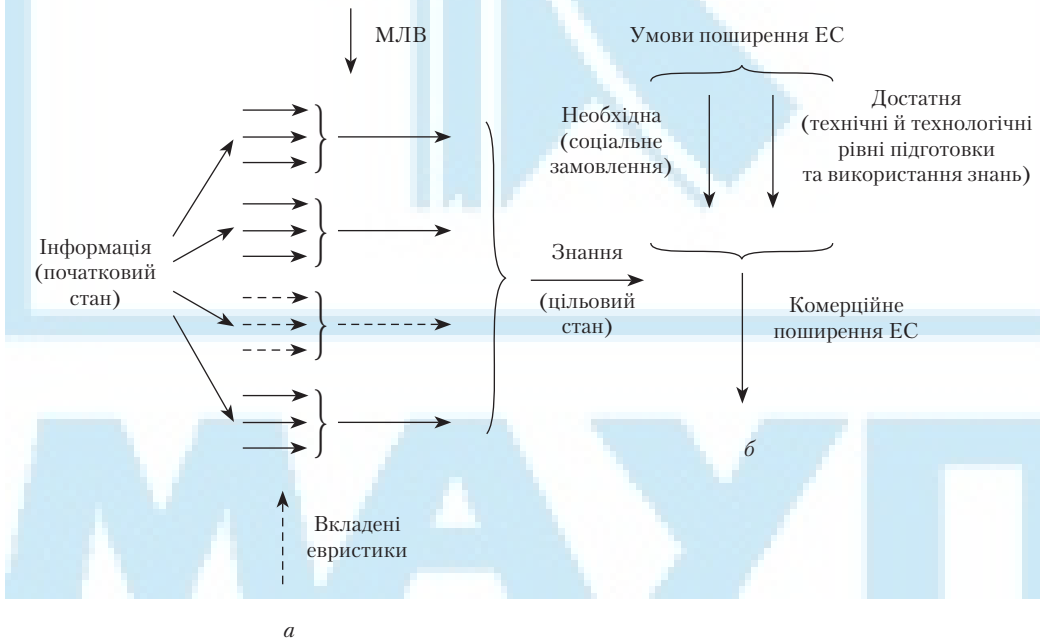 МЛВ
Інформація
(початковий
стан)
Знання
(цільовий
стан)
Вкладені
евристики
а
Умови поширення ЕС
Необхідна
(соціальне
замовлення)
Достатня
(технічні й технологічні
рівні підготовки
та використання знань)
Комерційне
поширення ЕС
б
МАУП